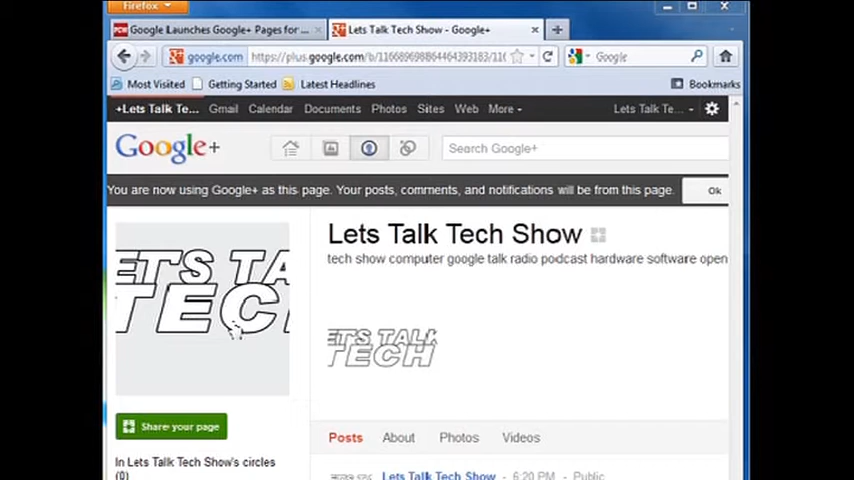 Firefox
Google Launches Google+ Pages for ...
Lets Talk Tech Show - Google+
google.com
Google
Most Visited
Getting Started
Latest Headlines
Bookmarks
+Lets Talk Te... Gmail Calendar Documents Photos Sites Web More
Lets Talk Te...
Google+
Search Google+
You are now using Google+ as this page. Your posts, comments, and notifications will be from this page.
Ok
Lets Talk Tech Show
tech show computer google talk radio podcast hardware software open
ET'S TA
TEC
ET'S TALK
TECH
Share your page
Posts About Photos Videos
In Lets Talk Tech Show's circles
(0)
Lets Talk Tech Show - 6:20 PM - Public